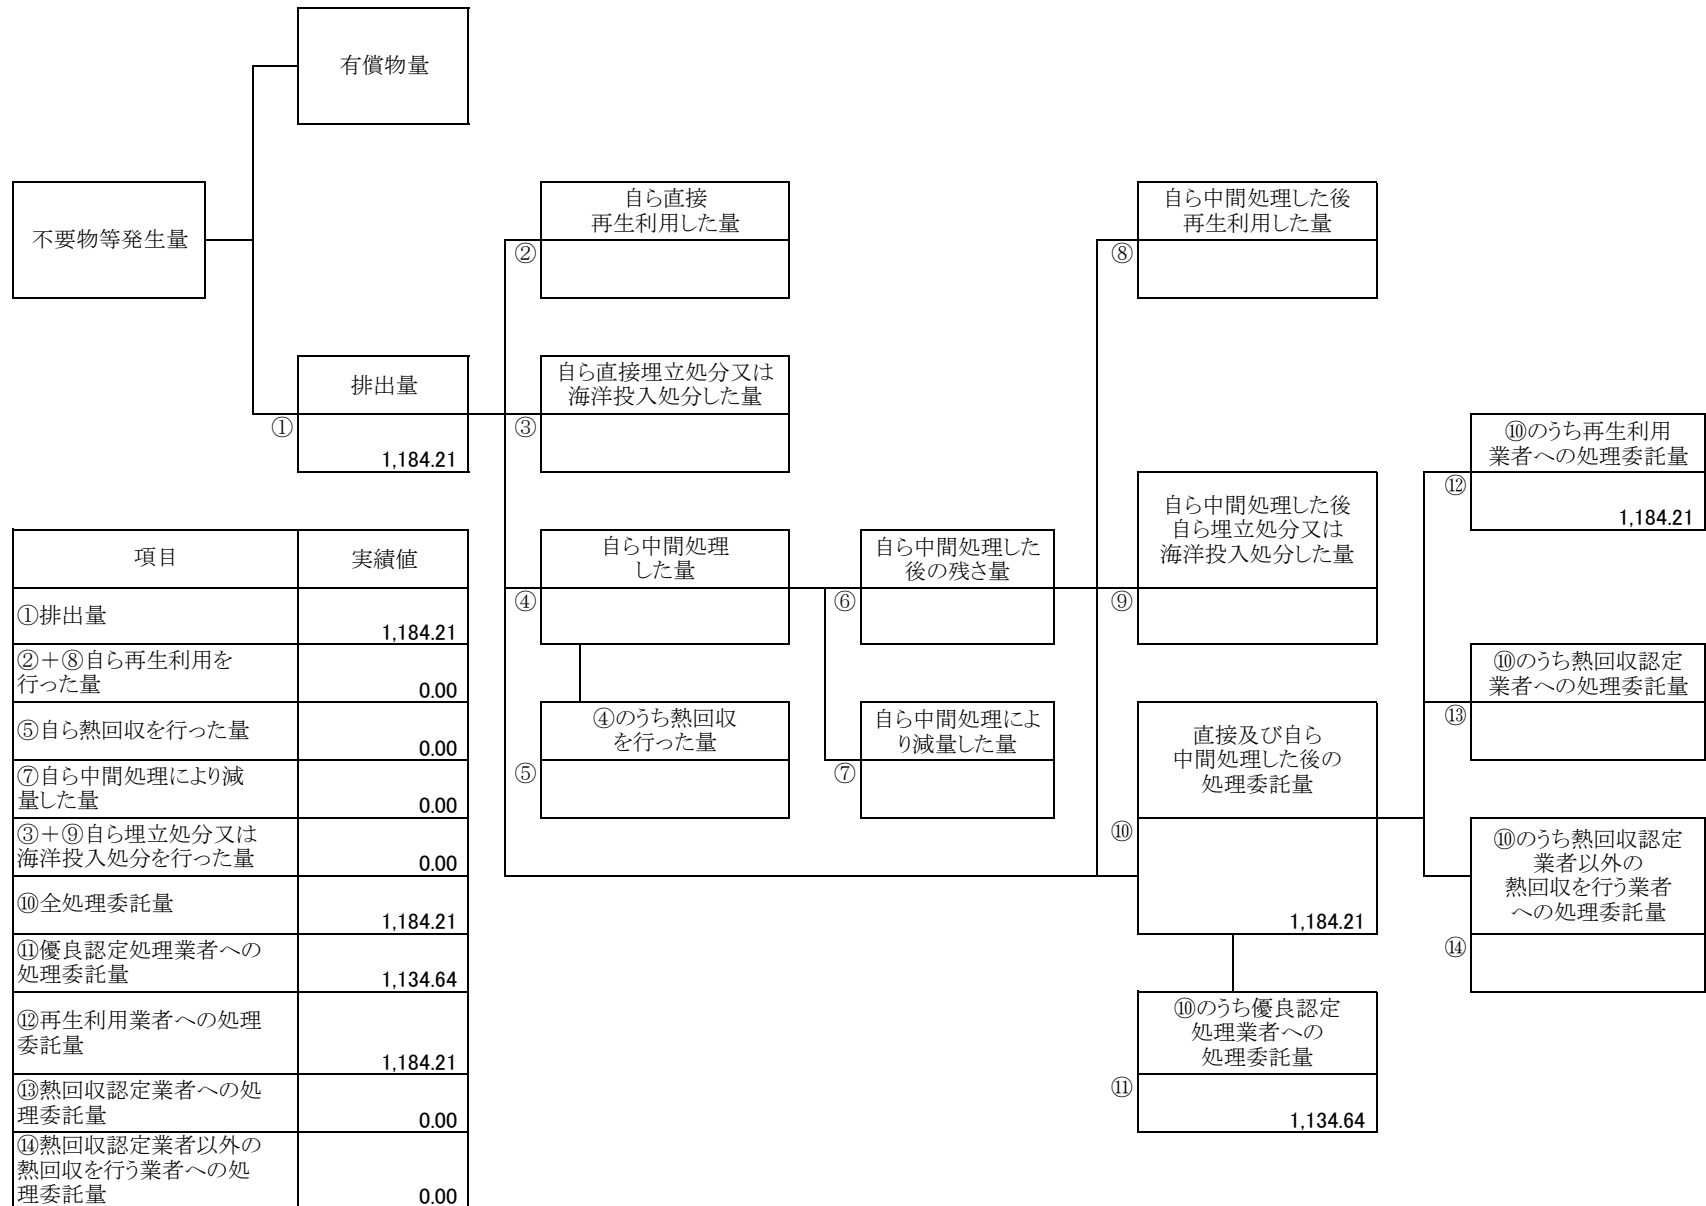 有償物量
不要物等発生量
排出量
①
1,184.21
自ら直接
再生利用した量
②
自ら直接埋立処分又は
海洋投入処分した量
③
自ら中間処理
した量
④
④のうち熱回収
を行った量
⑤
自ら中間処理した
後の残さ量
⑥
自ら中間処理によ
り減量した量
⑦
自ら中間処理した後
再生利用した量
⑧
自ら中間処理した後
自ら埋立処分又は
海洋投入処分した量
⑨
直接及び自ら
中間処理した後の
処理委託量
⑩
1,184.21
⑩のうち優良認定
処理業者への
処理委託量
⑪
1,134.64
⑩のうち再生利用
業者への処理委託量
⑫
1,184.21
⑩のうち熱回収認定
業者への処理委託量
⑬
⑩のうち熱回収認定
業者以外の
熱回収を行う業者
への処理委託量
⑭
項目 実績値
①排出量
1,184.21
②＋⑧自ら再生利用を
行った量
0.00
⑤自ら熱回収を行った量
0.00
⑦自ら中間処理により減
量した量
0.00
③＋⑨自ら埋立処分又は
海洋投入処分を行った量
0.00
⑩全処理委託量
1,184.21
⑪優良認定処理業者への
処理委託量
1,134.64
⑫再生利用業者への処理
委託量
1,184.21
⑬熱回収認定業者への処
理委託量
0.00
⑭熱回収認定業者以外の
熱回収を行う業者への処
理委託量
0.00